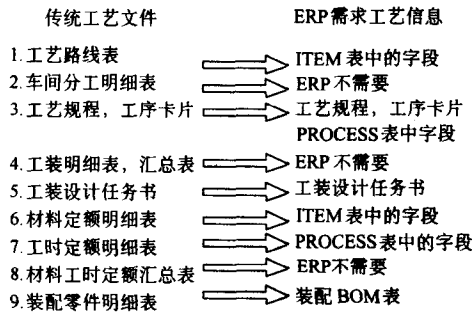 传统工艺文件 ERP需求工艺信息
1.工艺路线表 ITEM表中的字段
2.车间分工明细表 ERP不需要
3.工艺规程，工序卡片 工艺规程，工序卡片
PROCESS表中字段
4.工装明细表，汇总表 ERP不需要
5.工装设计任务书 工装设计任务书
6.材料定额明细表 ITEM表中的字段
7.工时定额明细表 PROCESS表中的字段
8.材料工时定额汇总表 ERP不需要
9.装配零件明细表 装配BOM表